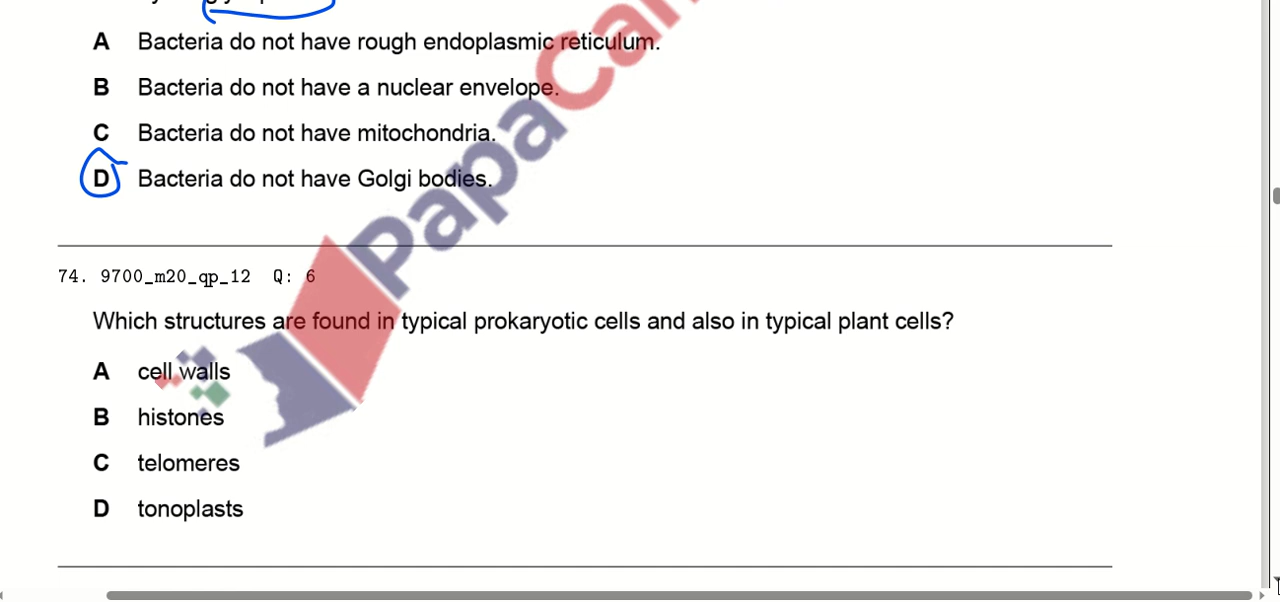 A Bacteria do not have rough endoplasmic reticulum.
B Bacteria do not have a nuclear envelope.
C Bacteria do not have mitochondria.
D Bacteria do not have Golgi bodies.
74. 9700_m20_qp_12 Q: 6
Which structures are found in typical prokaryotic cells and also in typical plant cells?
A cell walls
B histones
C telomeres
D tonoplasts
PapaCa